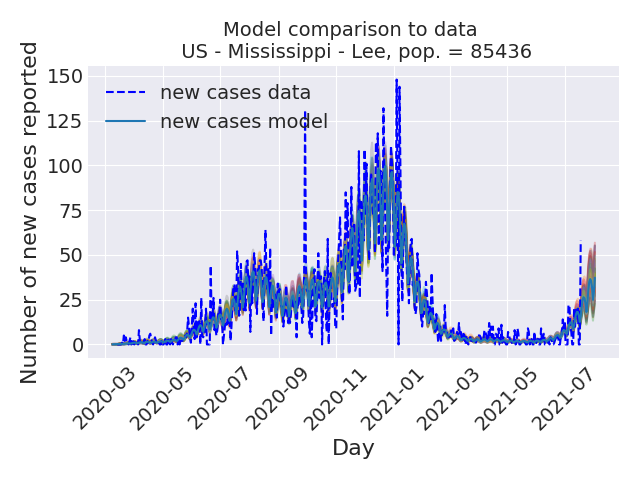 Model comparison to data
US - Mississippi - Lee, pop. = 85436
Number of new cases reported
150
125
100
75
50
25
0
new cases data
new cases model
2020-03
2020-05
2020-07
2020-09
2020-11
2021-01
2021-03
2021-05
2021-07
Day